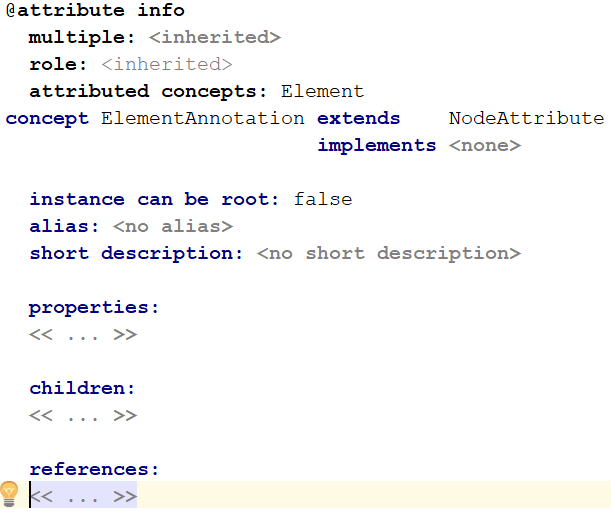 @attribute info
multiple: <inherited>
role: <inherited>
attributed concepts: Element
concept ElementAnnotation extends NodeAttribute
implements <none>
instance can be root: false
alias: <no alias>
short description: <no short description>
properties:
<< ... >>
children:
<< ... >>
references:
<< ... >>